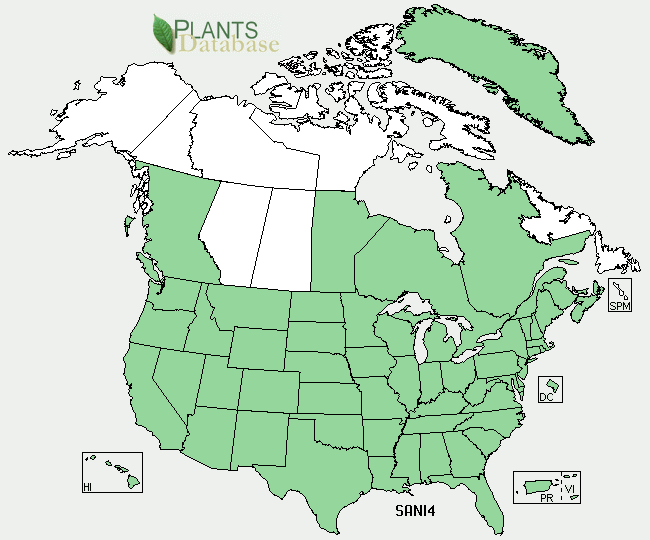 PLANTS
Database
SPM
DC
HI
PR
VI
SANI4